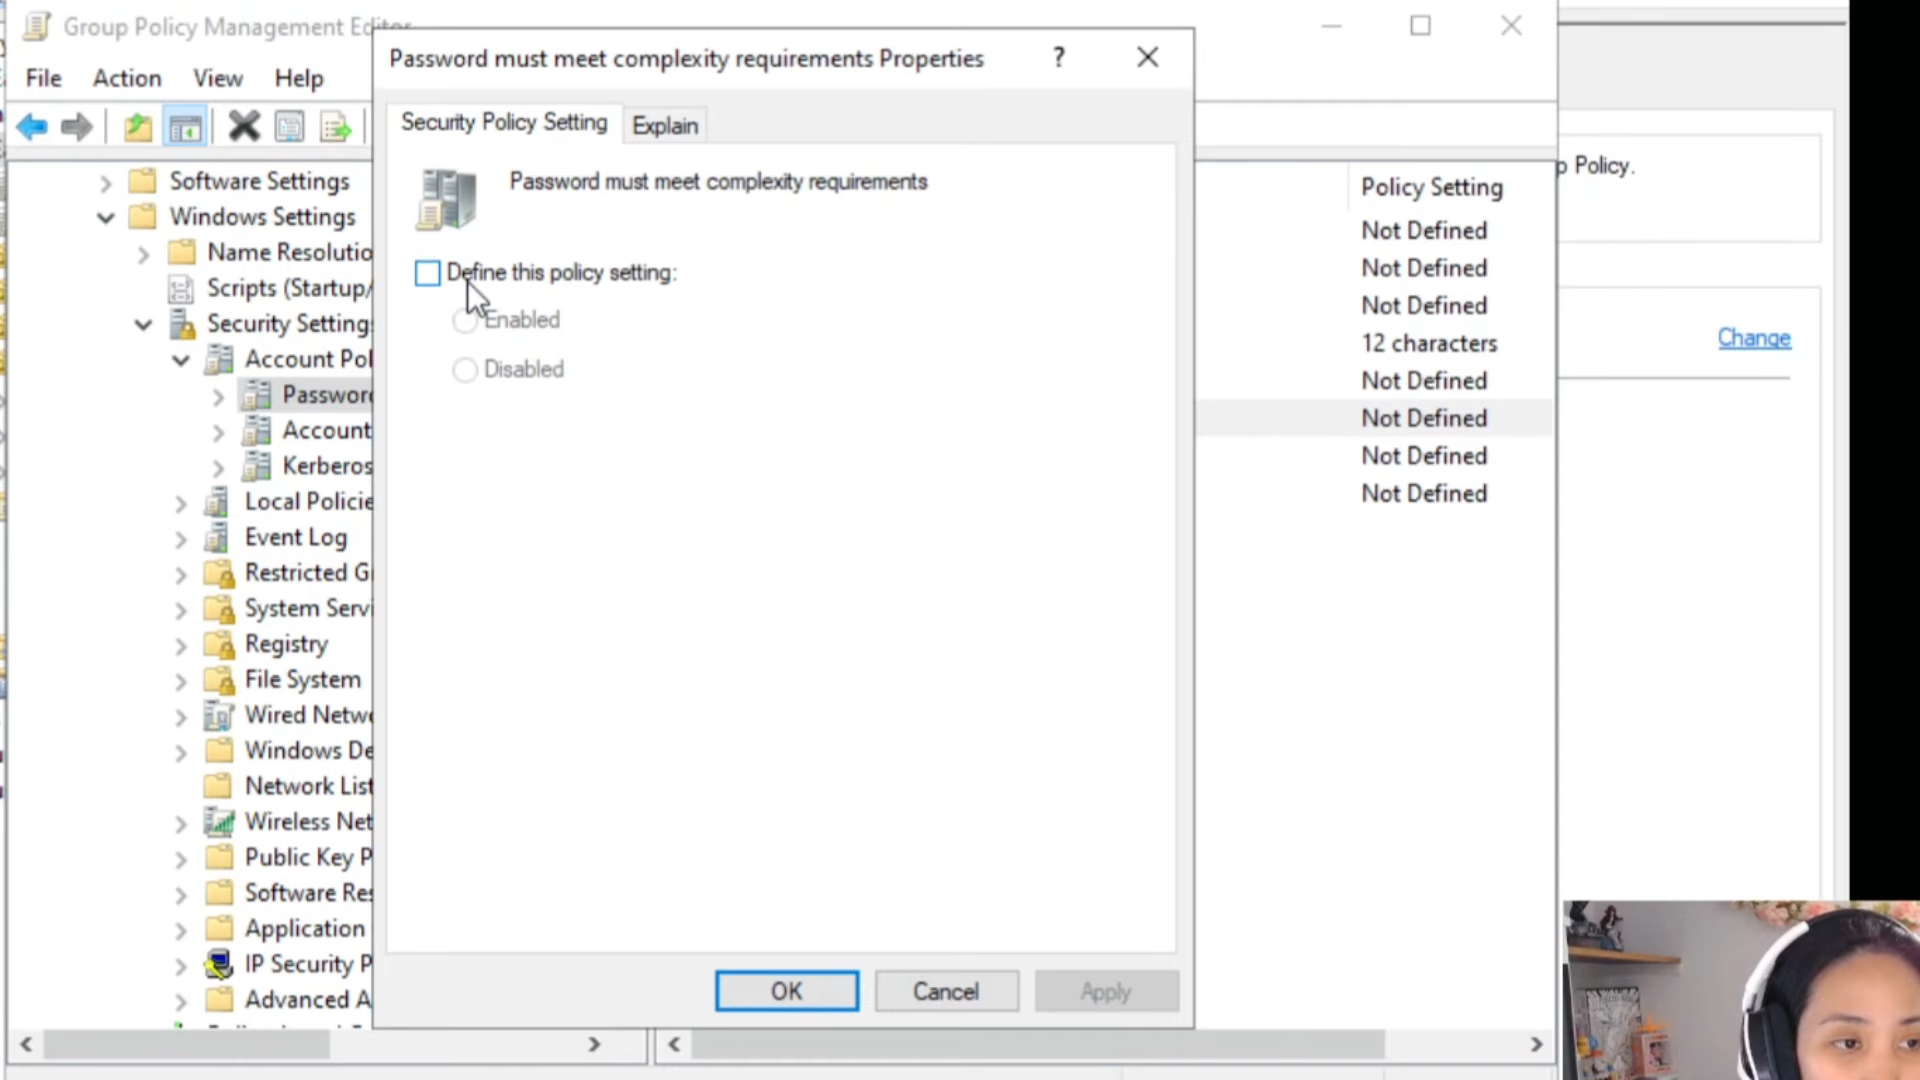 Group Policy Management Editor
File Action View Help
Software Settings
Windows Settings
Name Resolutio
Scripts (Startup/
Security Setting
Account Pol
Password
Account
Kerberos
Local Policie
Event Log
Restricted G
System Servi
Registry
File System
Wired Netw
Windows De
Network List
Wireless Net
Public Key P
Software Res
Application
IP Security P
Advanced A
Password must meet complexity requirements Properties
?
Security Policy Setting
Explain
Password must meet complexity requirements
Define this policy setting:
Enabled
Disabled
OK
Cancel
Apply
Policy Setting
Not Defined
Not Defined
Not Defined
12 characters
Not Defined
Not Defined
Not Defined
Not Defined
p Policy.
Change